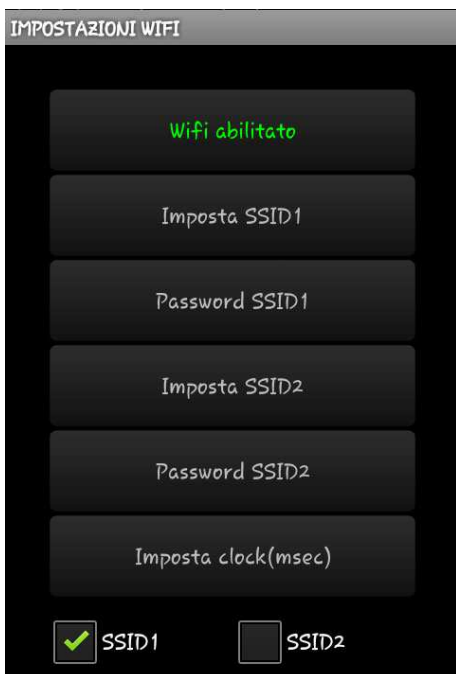 IMPOSTAZIONI WIFI
Wifi abilitato
Imposta SSID1
Password SSID1
Imposta SSID2
Password SSID2
Imposta clock(msec)
SSID1 SSID2